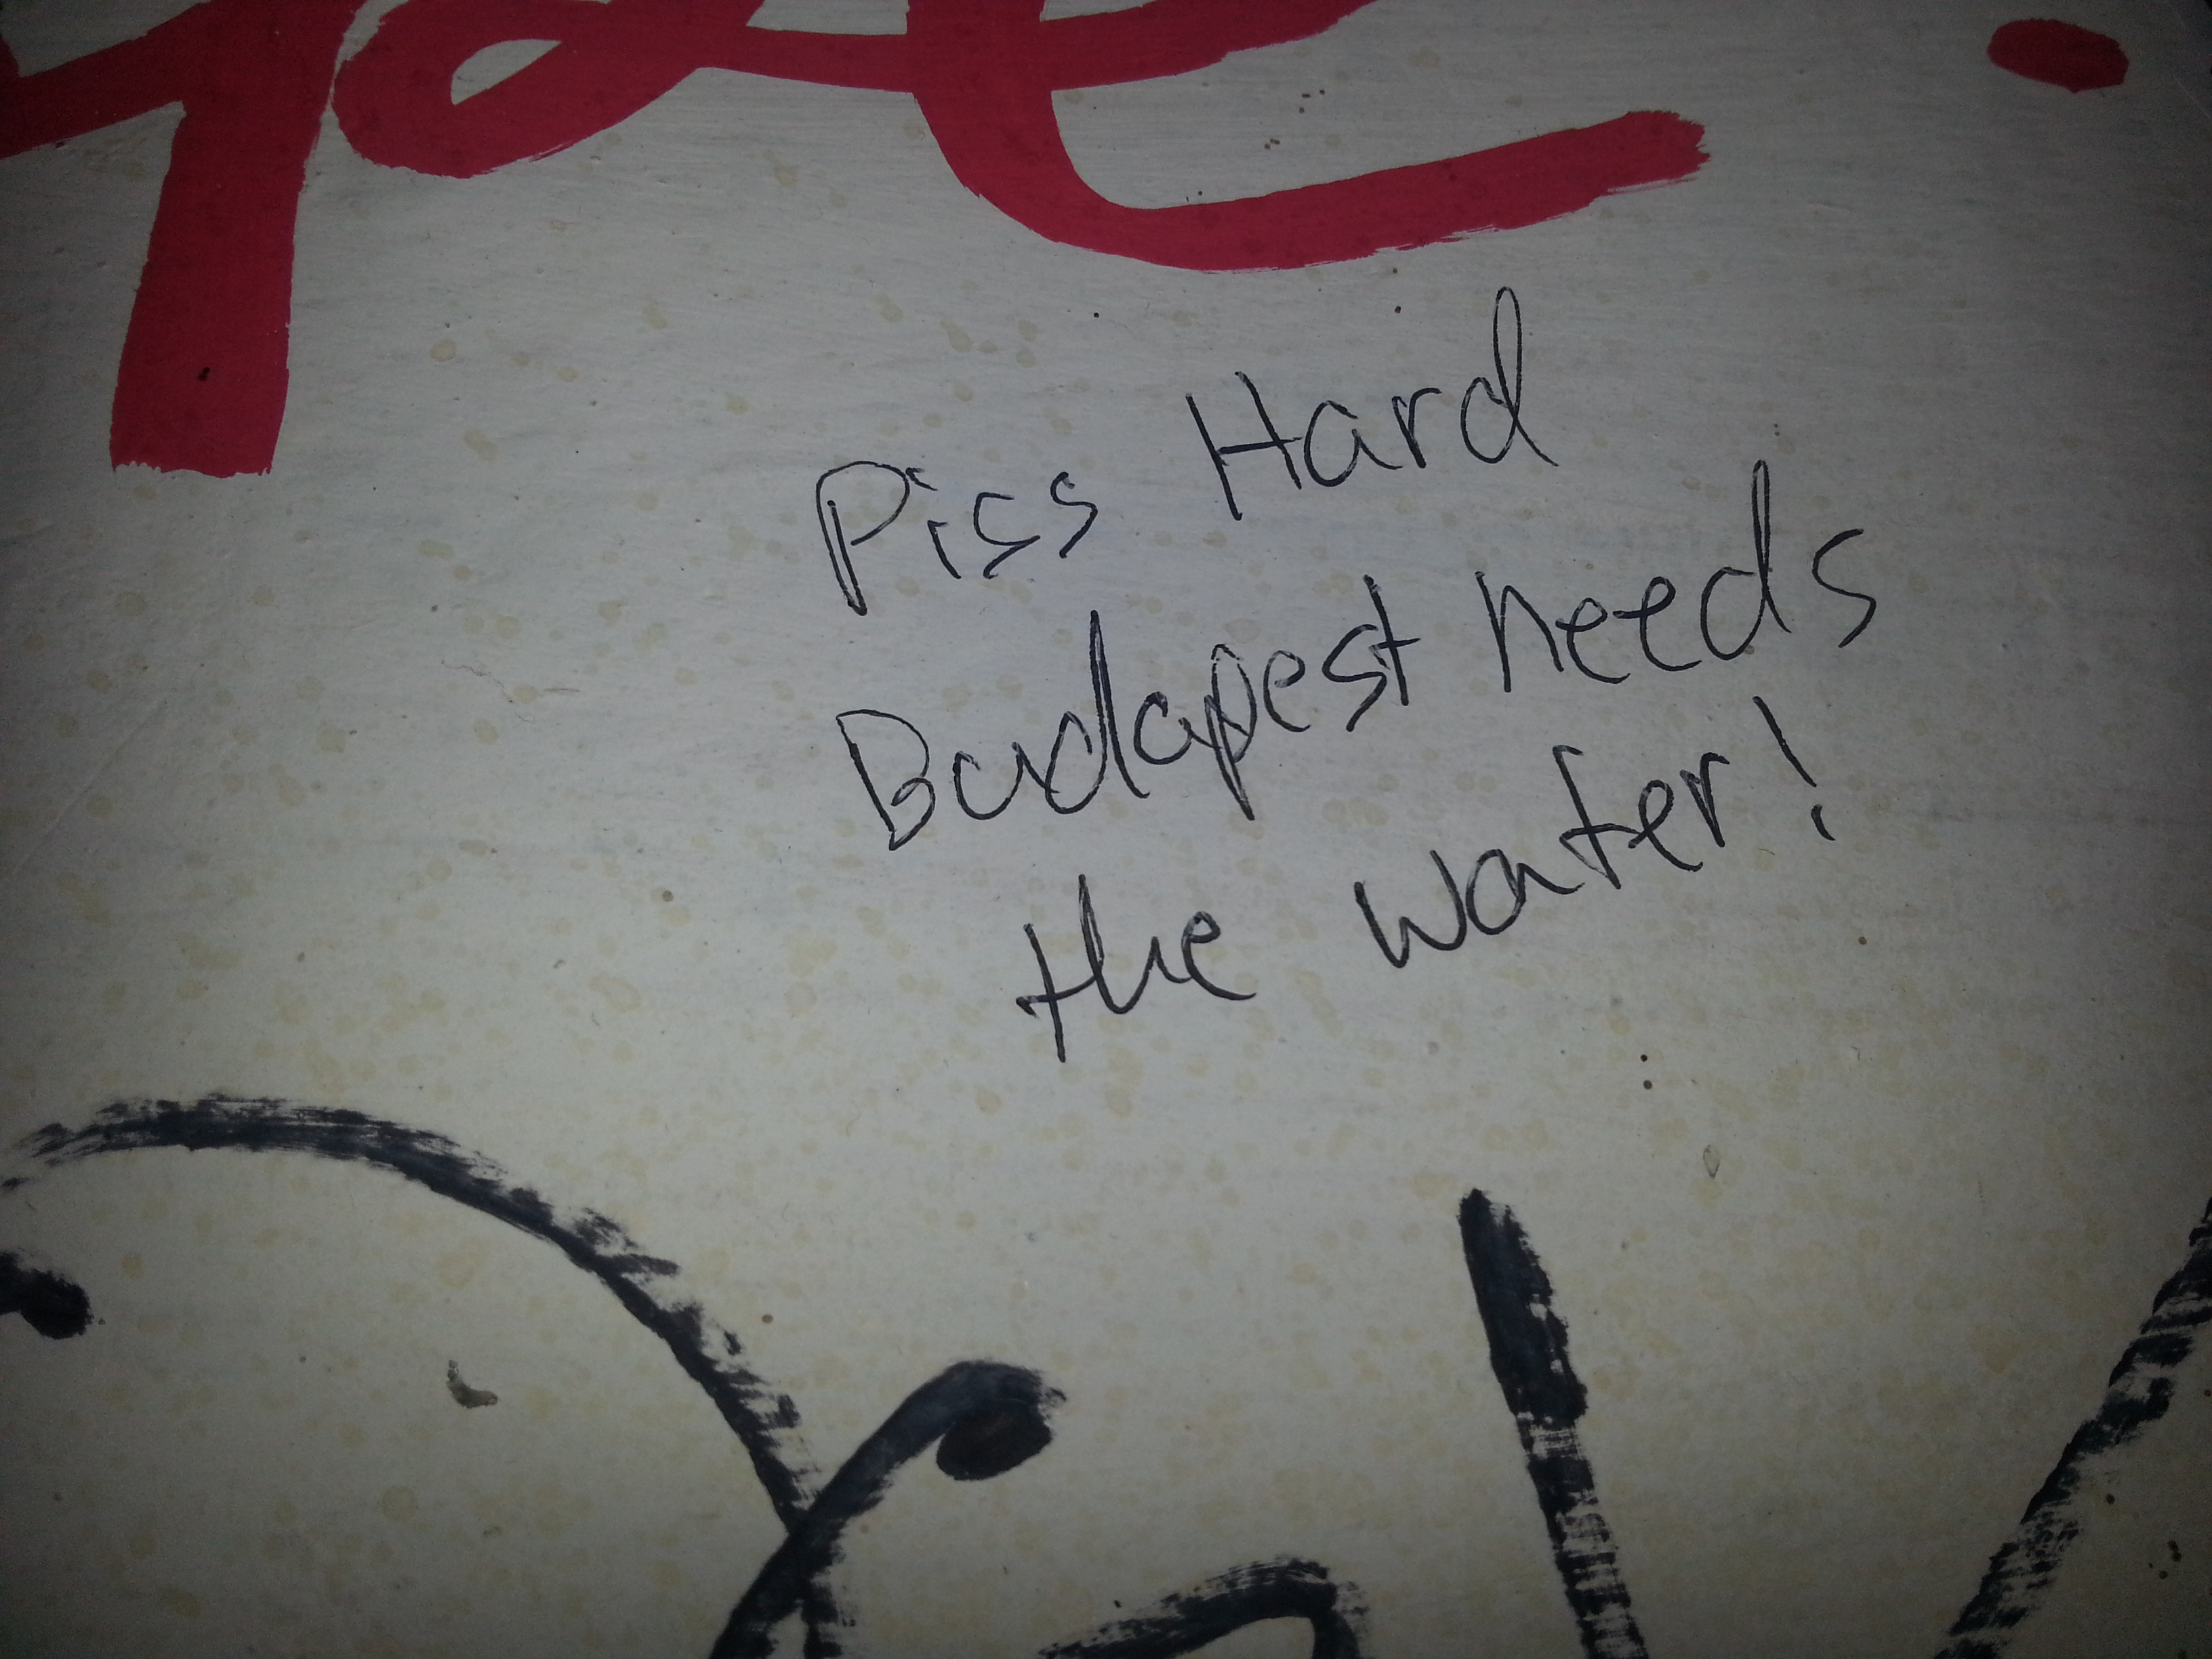 Piss Hard
Budapest needs
the water!